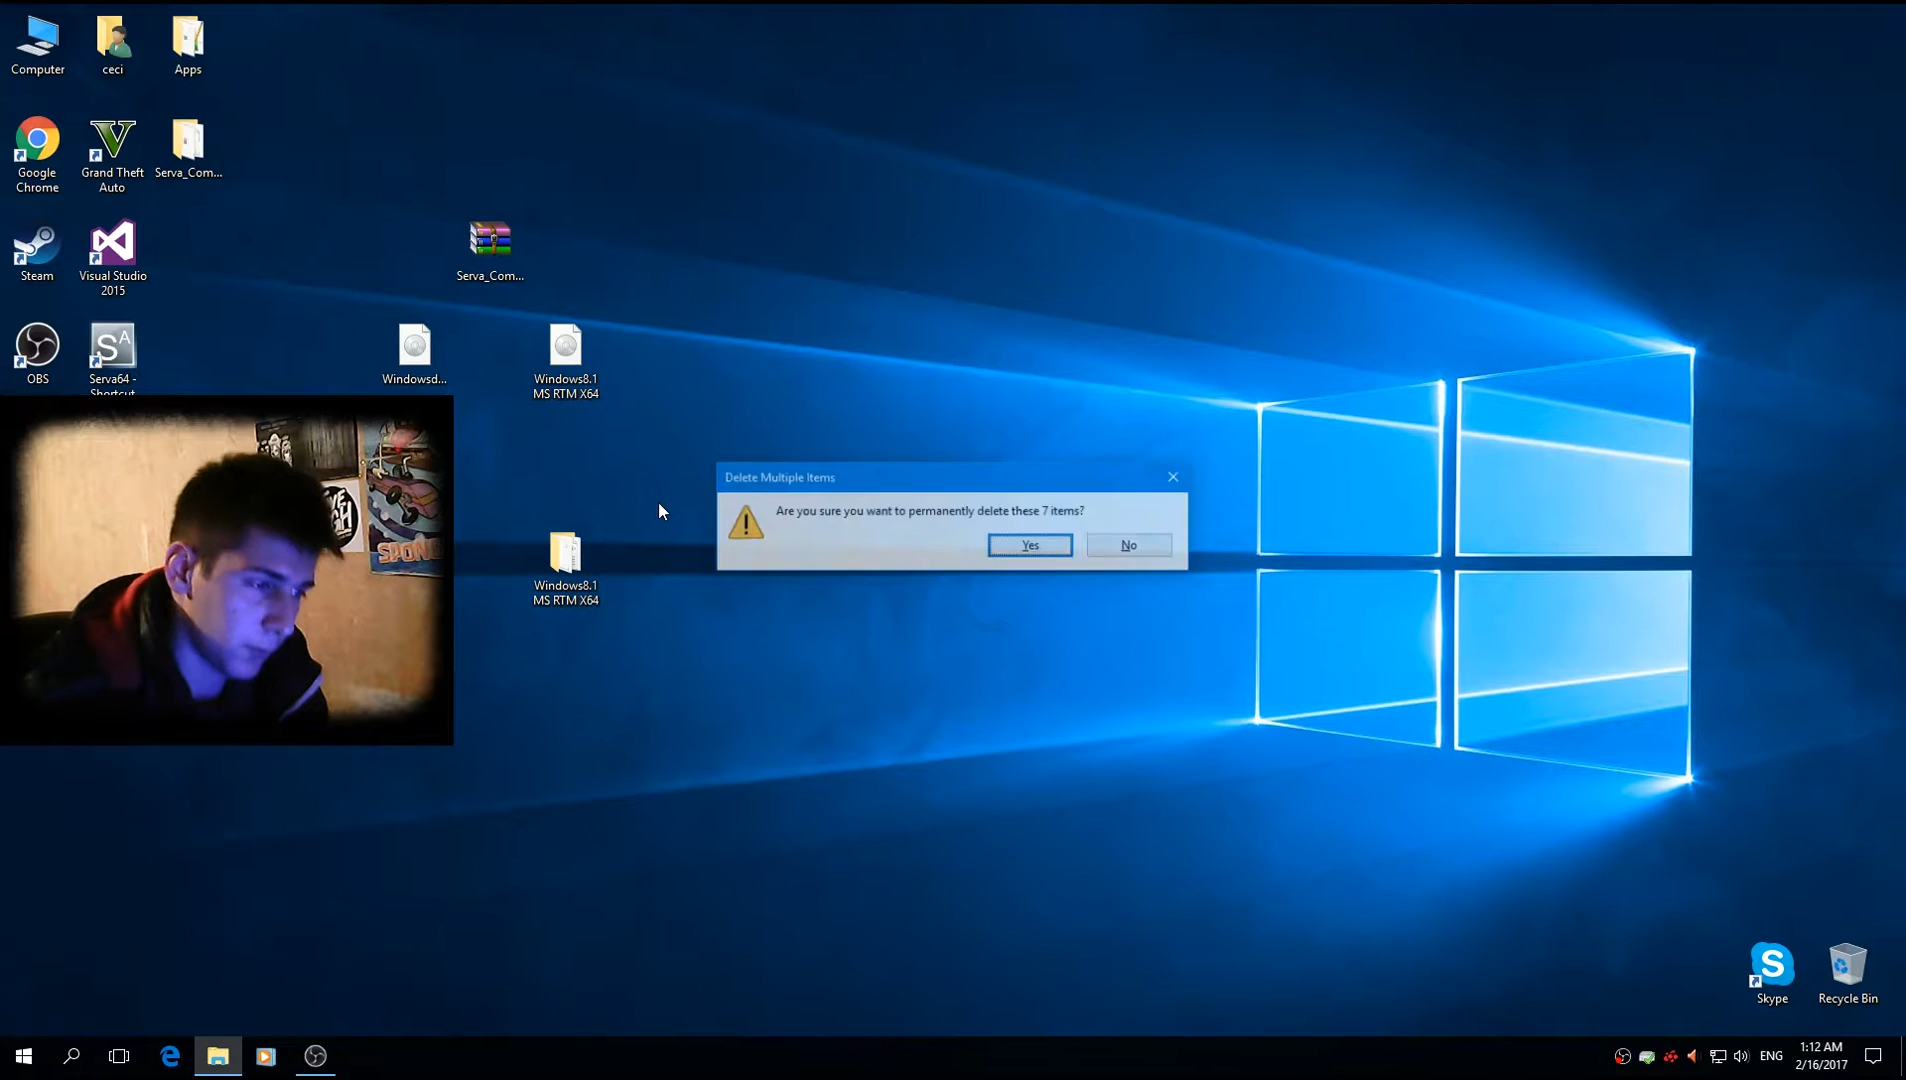 Computer
ceci
Apps
Google
Chrome
Grand Theft
Auto
Serva_Com...
Serva_Com...
Steam
Visual Studio
2015
OBS
Serva64 -
Shortcut
Windowsd...
Windows8.1
MS RTM X64
SPON
Delete Multiple Items
Are you sure you want to permanently delete these 7 items?
Yes
No
Windows8.1
MS RTM X64
Skype
Recycle Bin
ENG
1:12 AM
2/16/2017